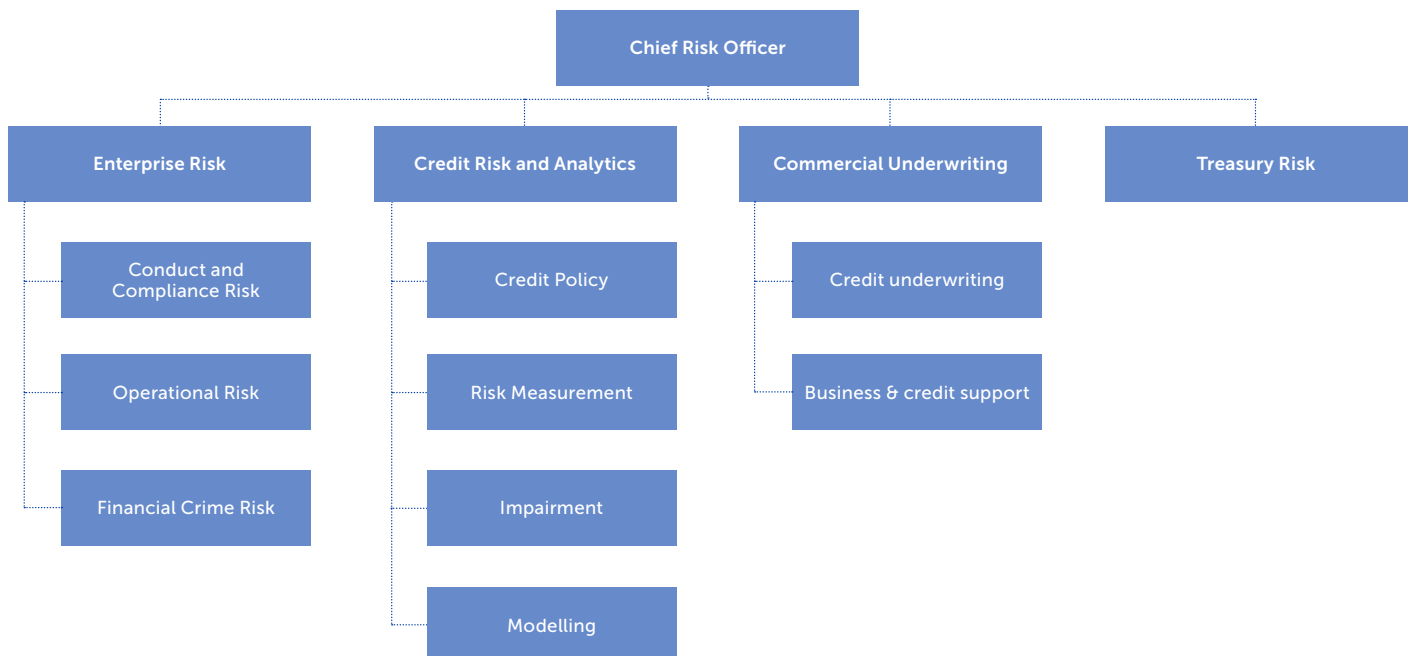 Chief Risk Officer
Enterprise Risk
Credit Risk and Analytics
Commercial Underwriting
Treasury Risk
Conduct and
Compliance Risk
Credit Policy
Credit underwriting
Operational Risk
Risk Measurement
Business & credit support
Financial Crime Risk
Impairment
Modelling